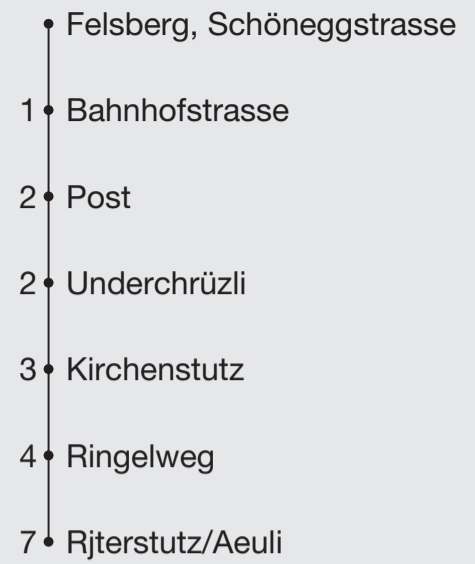 Felsberg, Schöneggstrasse
1 Bahnhofstrasse
2 Post
2 Underchrüzli
3 Kirchenstutz
4 Ringelweg
7 Rjterstutz/Aeuli